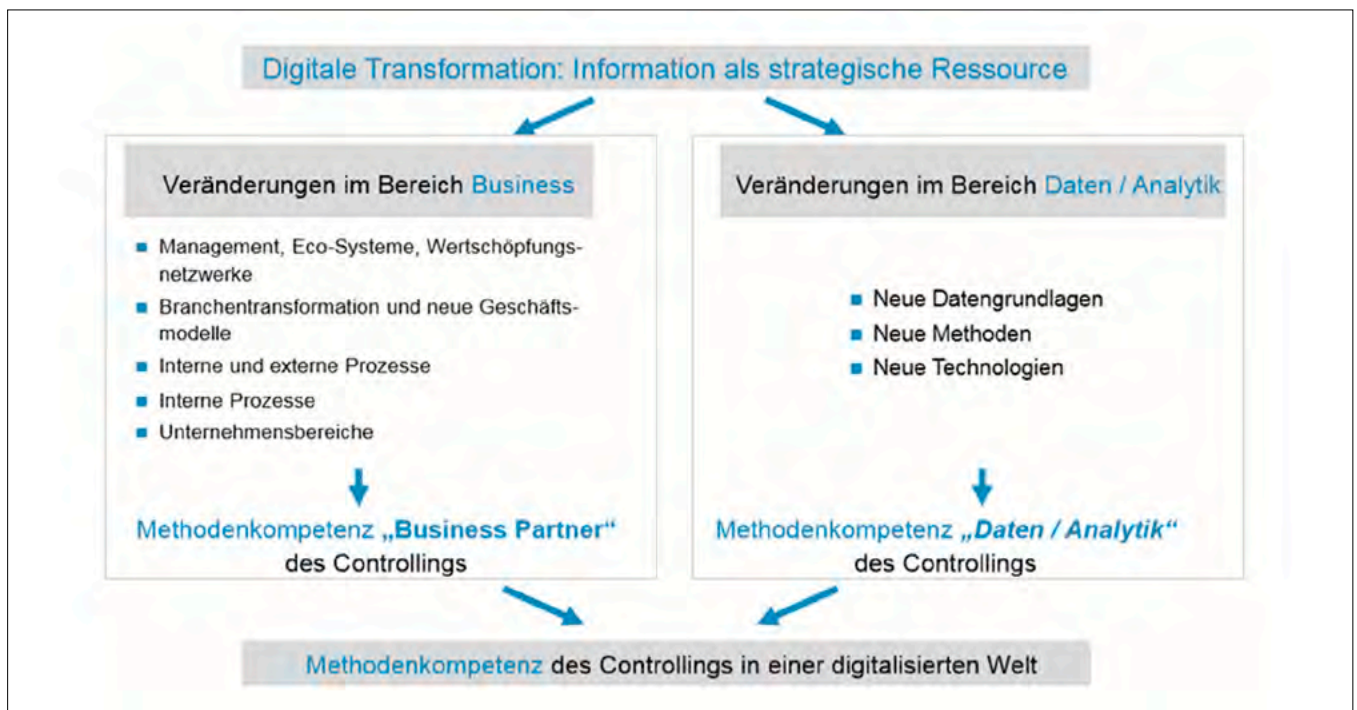 Digitale Transformation: Information als strategische Ressource
Veränderungen im Bereich Business
Management, Eco-Systeme, Wertschöpfungs-
netzwerke
Branchentransformation und neue Geschäfts-
modelle
Interne und externe Prozesse
Interne Prozesse
Unternehmensbereiche
Methodenkompetenz „Business Partner“
des Controllings
Veränderungen im Bereich Daten / Analytik
Neue Datengrundlagen
Neue Methoden
Neue Technologien
Methodenkompetenz „Daten / Analytik“
des Controllings
Methodenkompetenz des Controllings in einer digitalisierten Welt